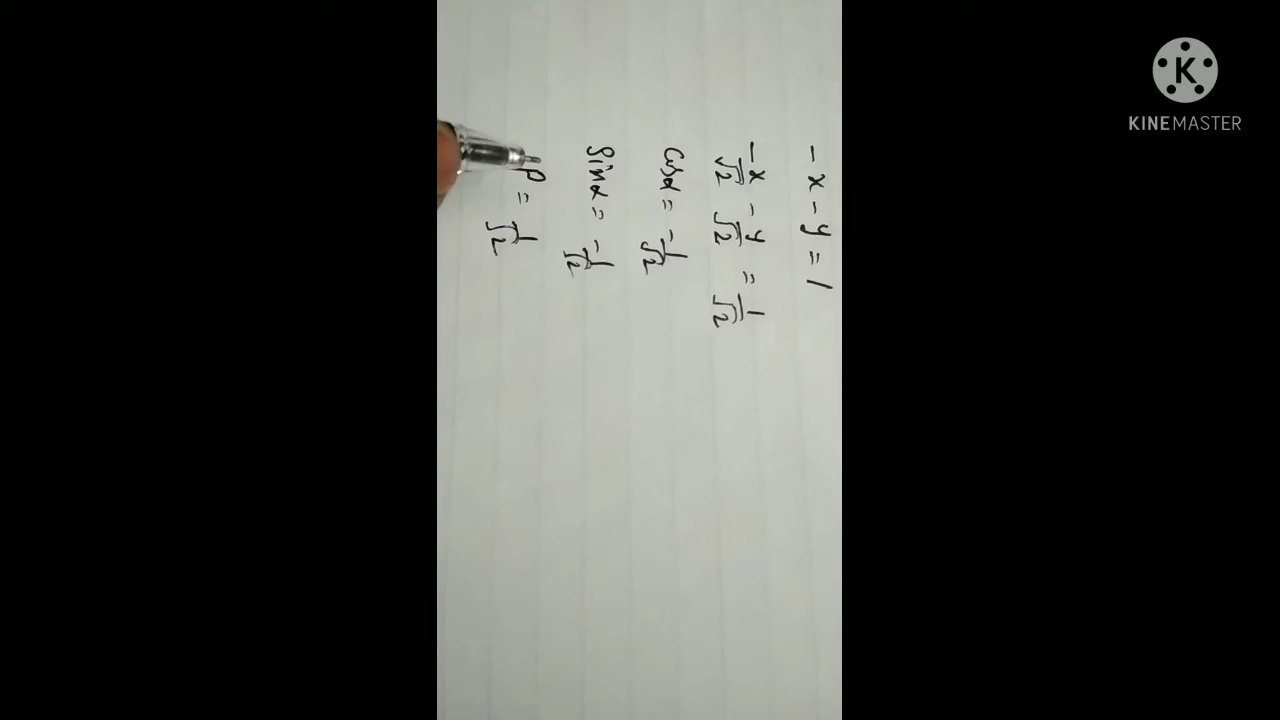 -x-y=1
-x/√2 - y/√2 = 1/√2
Cosα = -1/√2
Sinα = -1/√2
p = 1/√2
K
KINEMASTER